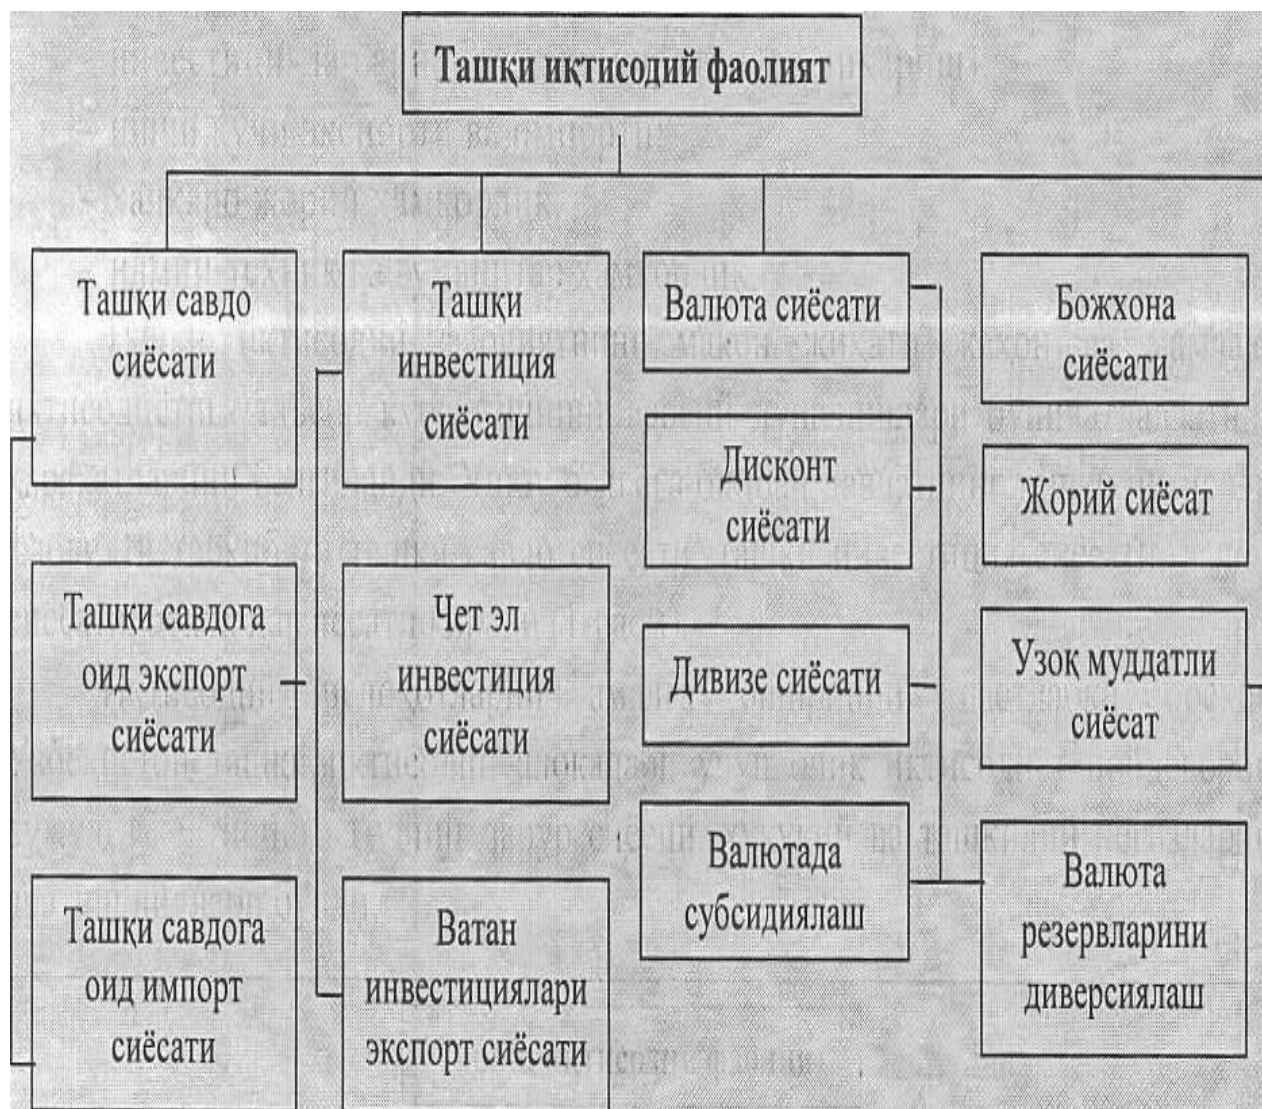 Ташқи иқтисодий фаолият
Ташқи савдо
сиёсати
Ташқи
инвестиция
сиёсати
Валюта сиёсати
Божхона
сиёсати
Дисконт
сиёсати
Жорий сиёсат
Ташқи савдога
оид экспорт
сиёсати
Чет эл
инвестиция
сиёсати
Дивизе сиёсати
Узоқ муддатли
сиёсат
Ташқи савдога
оид импорт
сиёсати
Ватан
инвестициялари
экспорт сиёсати
Валютада
субсидиялаш
Валюта
резервларини
диверсиялаш